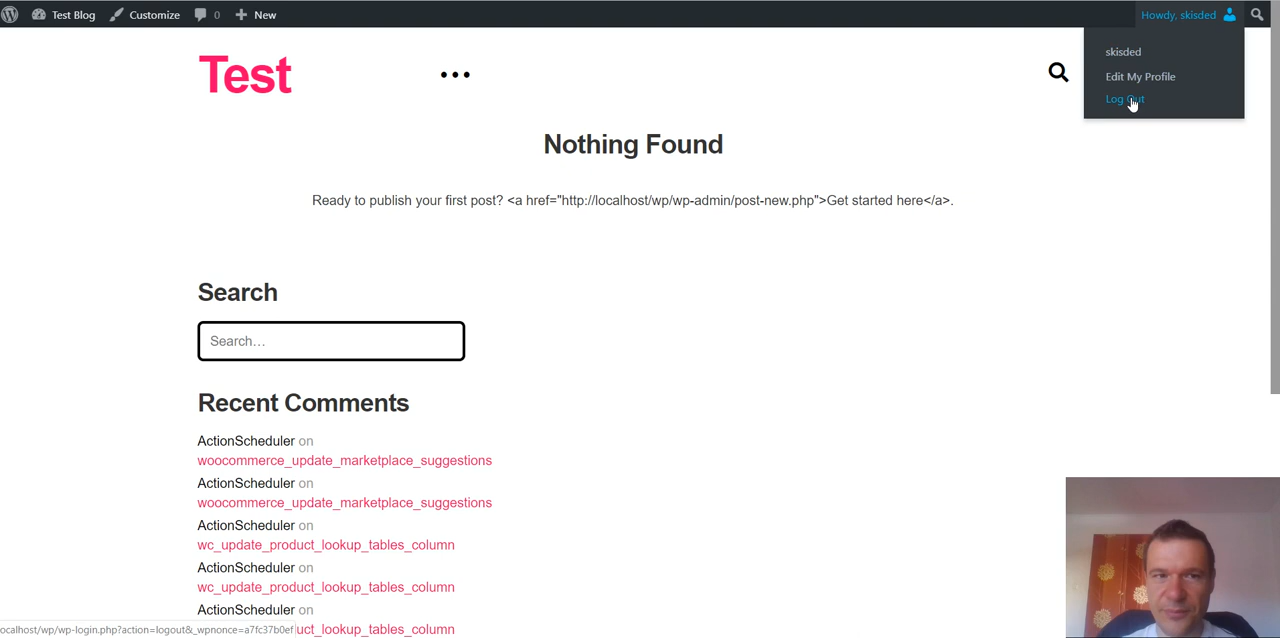 Test Blog Customize 0 New Howdy, skisded
skisded
Edit My Profile
Log Out
Test
Nothing Found
Ready to publish your first post? <a href="http://localhost/wp/wp-admin/post-new.php">Get started here</a>.
Search
Search…
Recent Comments
ActionScheduler on
woocommerce_update_marketplace_suggestions
ActionScheduler on
woocommerce_update_marketplace_suggestions
ActionScheduler on
wc_update_product_lookup_tables_column
ActionScheduler on
wc_update_product_lookup_tables_column
ActionScheduler on
uct_lookup_tables_column
ocalhost/wp/wp-login.php?action=logout&_wpnonce=a7fc37b0ef